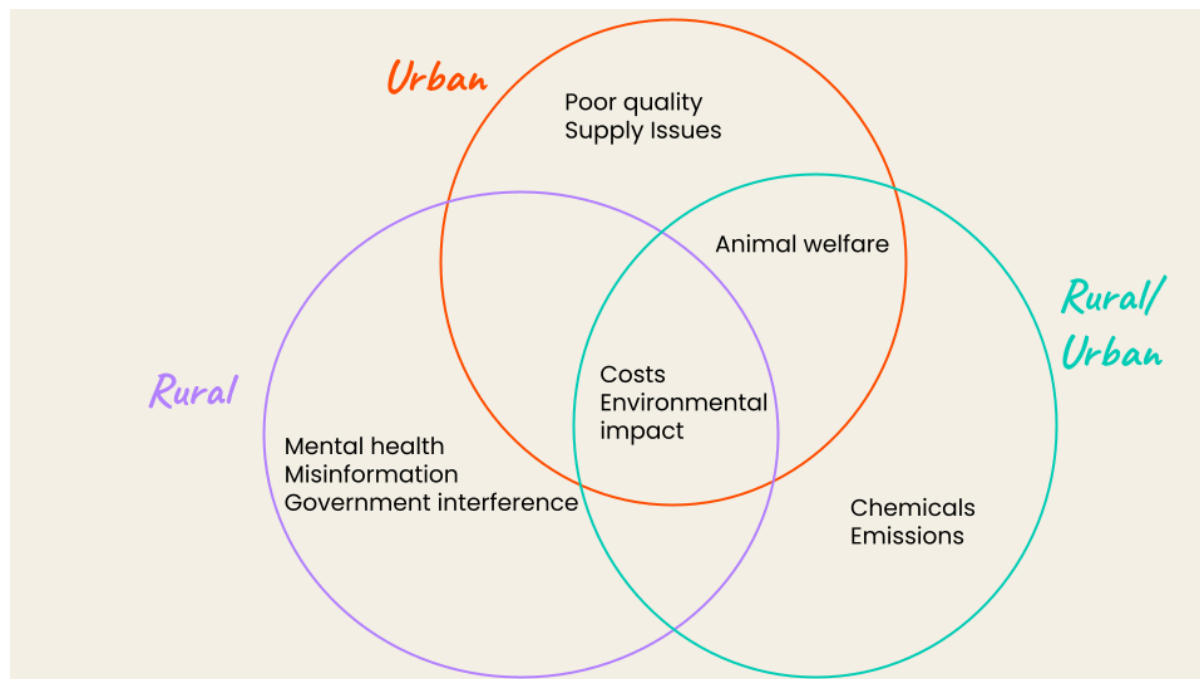 Urban
Poor quality
Supply Issues
Animal welfare
Rural/
Urban
Rural
Costs
Environmental
impact
Mental health
Misinformation
Government interference
Chemicals
Emissions